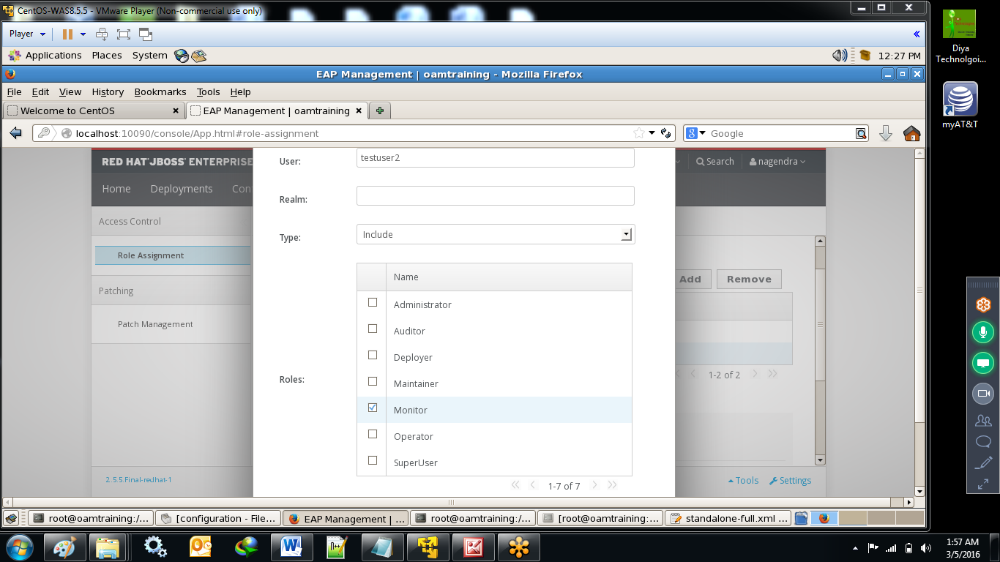 CentOS-WAS8.5.5 - VMware Player (Non-commercial use only)
Player
Applications Places System 12:27 PM
EAP Management | oamtraining - Mozilla Firefox
File Edit View History Bookmarks Tools Help
Welcome to CentOS
EAP Management | oamtraining
localhost:10090/console/App.html#role-assignment
Google
RED HAT JBOSS ENTERPRISE
Search
nagendra
Home Deployments Con
Access Control
Role Assignment
Patching
Patch Management
User: testuser2
Realm:
Type: Include
Roles:
Name
Administrator
Auditor
Deployer
Maintainer
Monitor
Operator
SuperUser
1-7 of 7
Add Remove
1-2 of 2
2.5.5.Final-redhat-1
Tools Settings
root@oamtraining:/...
[configuration - File...
EAP Management | ...
root@oamtraining:/...
[root@oamtraining:...
standalone-full.xml ...
Diya
Technolgoi...
myAT&T
1:57 AM
3/5/2016